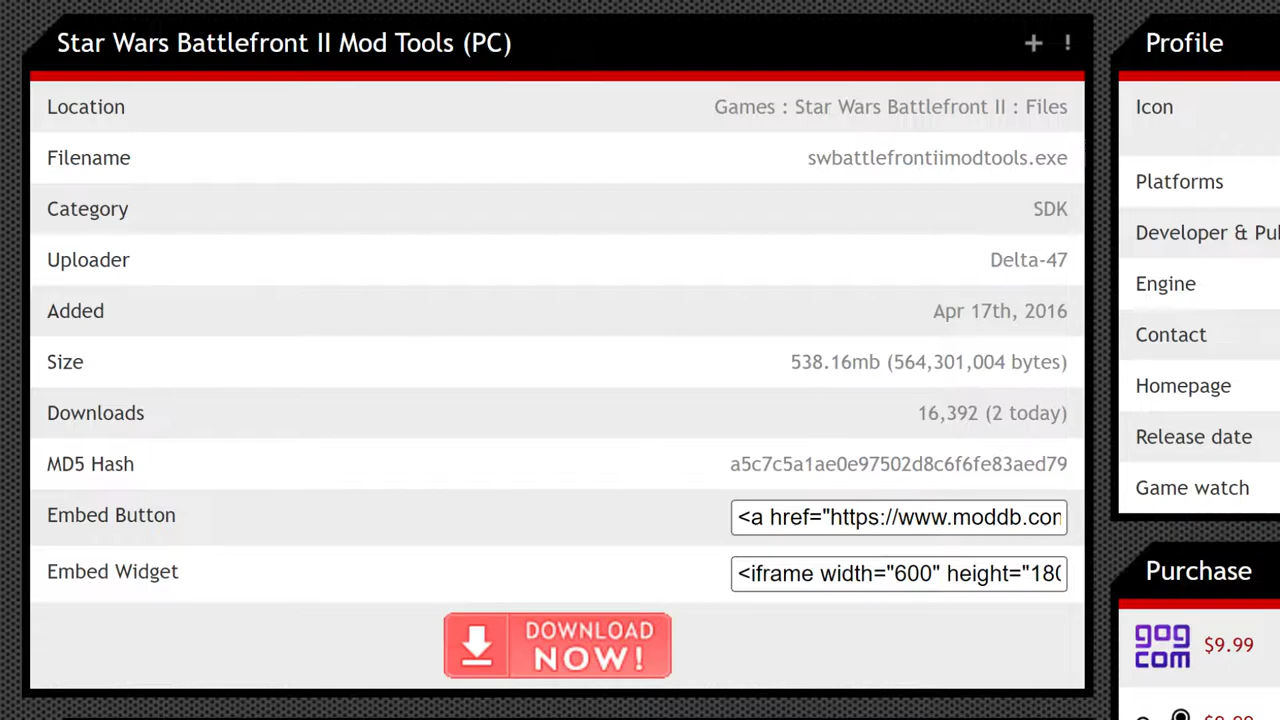 Star Wars Battlefront II Mod Tools (PC)
Location Games : Star Wars Battlefront II : Files
Filename swbattlefrontiimodtools.exe
Category SDK
Uploader Delta-47
Added Apr 17th, 2016
Size 538.16mb (564,301,004 bytes)
Downloads 16,392 (2 today)
MD5 Hash a5c7c5a1ae0e97502d8c6f6fe83aed79
Embed Button <a href="https://www.moddb.con
Embed Widget <iframe width="600" height="180
DOWNLOAD
NOW!
Profile
Icon
Platforms
Developer & Pu
Engine
Contact
Homepage
Release date
Game watch
Purchase
gog
com $9.99